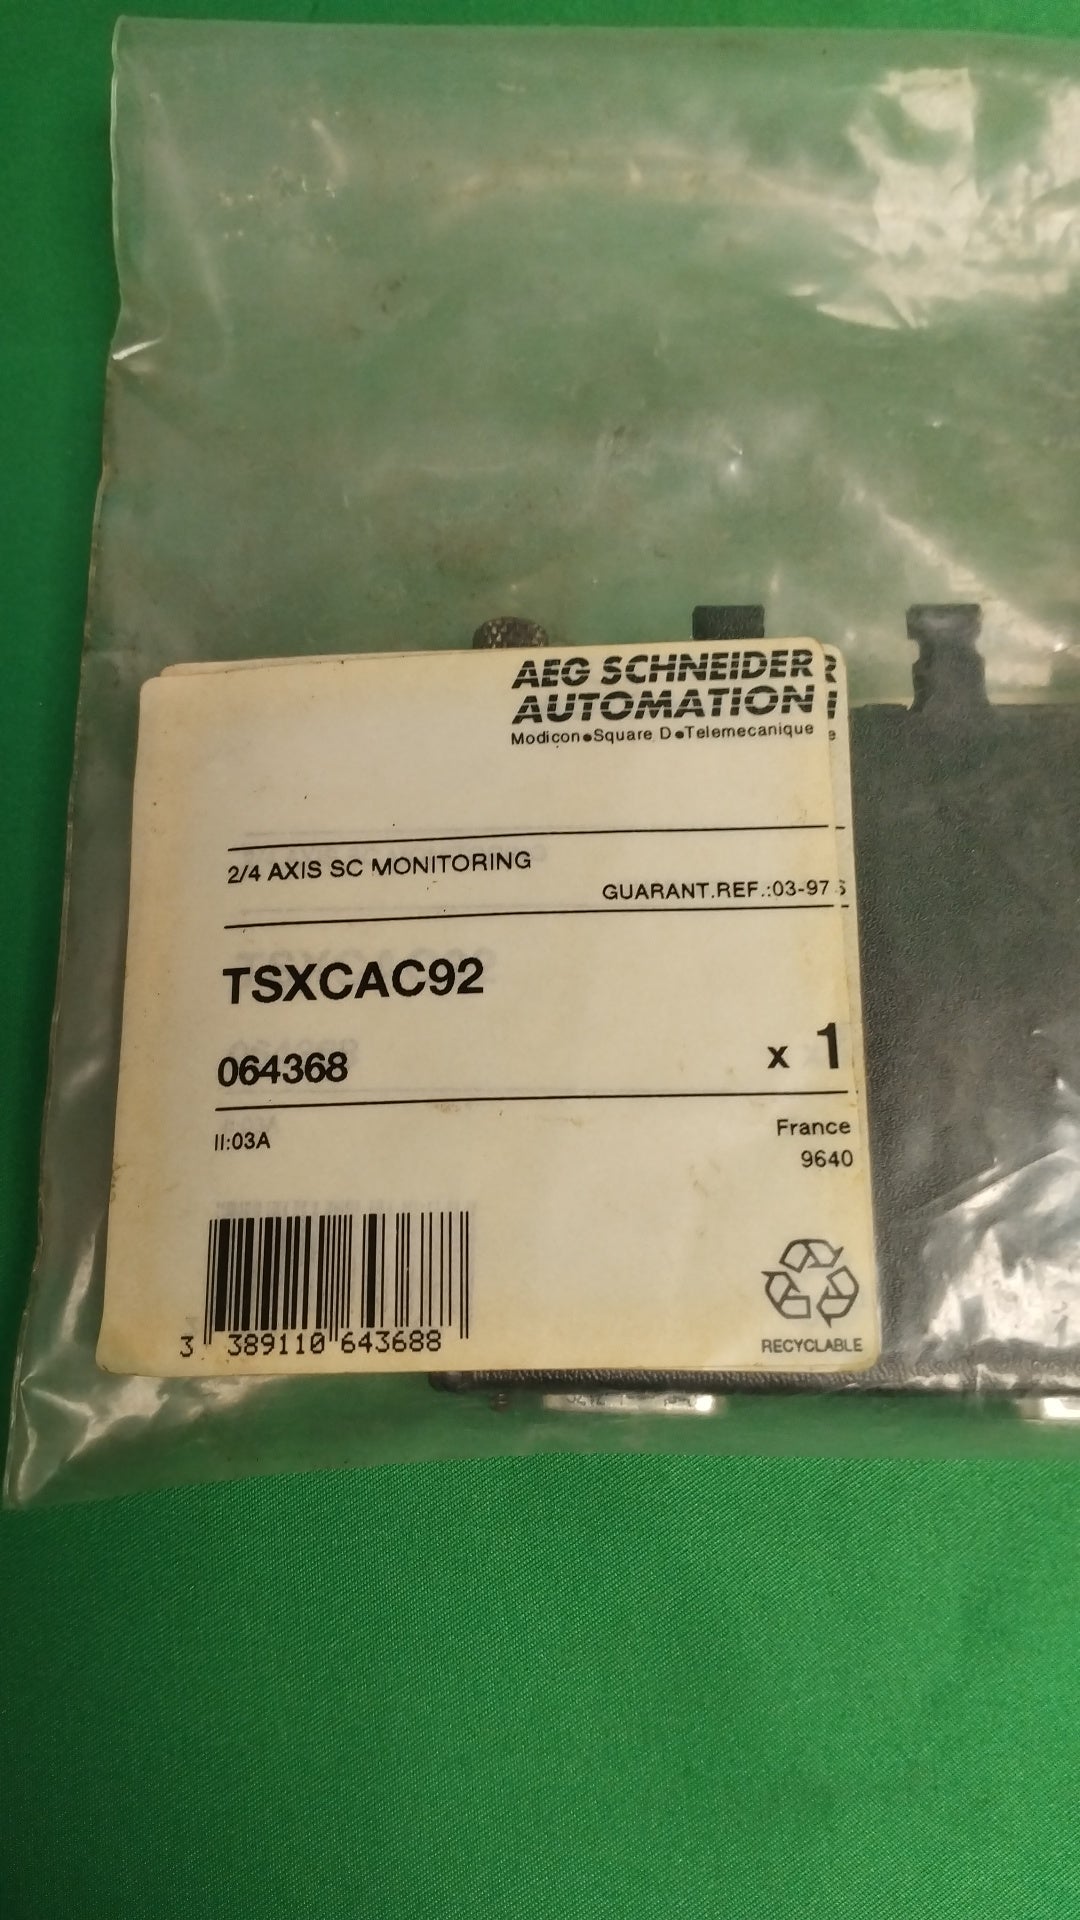 AEG SCHNEIDER
AUTOMATION
Modicon●Square D●Telemecanique
2/4 AXIS SC MONITORING
GUARANT.REF.:03-97
TSXCAC92
064368
x 1
II:03A
France
9640
3 389110 643688
RECYCLABLE